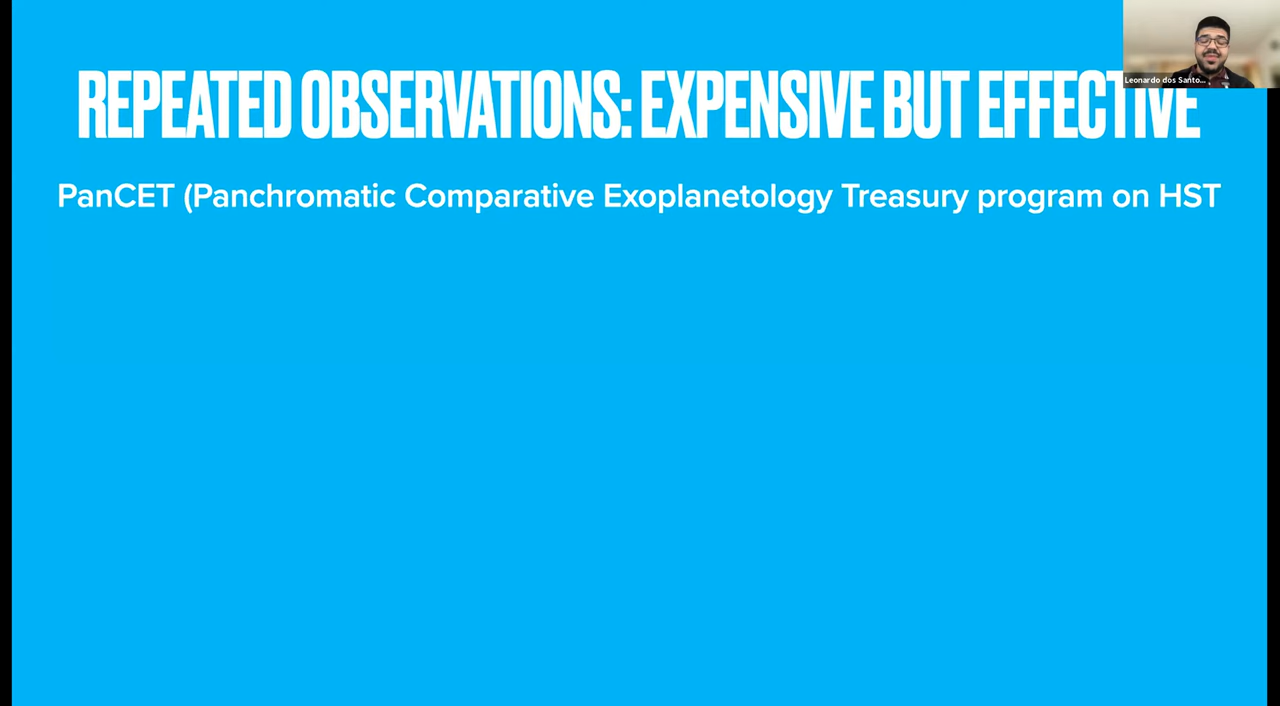 REPEATED OBSERVATIONS: EXPENSIVE BUT EFFECTIVE
PanCET (Panchromatic Comparative Exoplanetology Treasury program on HST
Leonardo dos Santo...